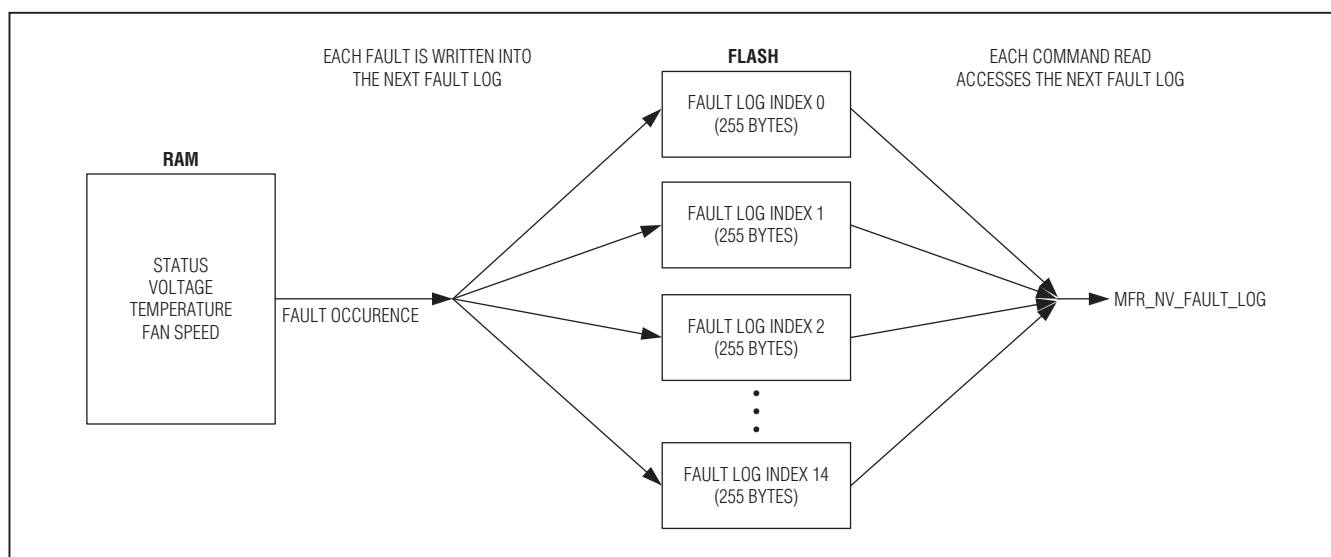 EACH FAULT IS WRITTEN INTO
THE NEXT FAULT LOG
FLASH
EACH COMMAND READ
ACCESSES THE NEXT FAULT LOG
RAM
STATUS
VOLTAGE
TEMPERATURE
FAN SPEED
FAULT OCCURENCE
FAULT LOG INDEX 0
(255 BYTES)
FAULT LOG INDEX 1
(255 BYTES)
FAULT LOG INDEX 2
(255 BYTES)
FAULT LOG INDEX 14
(255 BYTES)
MFR_NV_FAULT_LOG